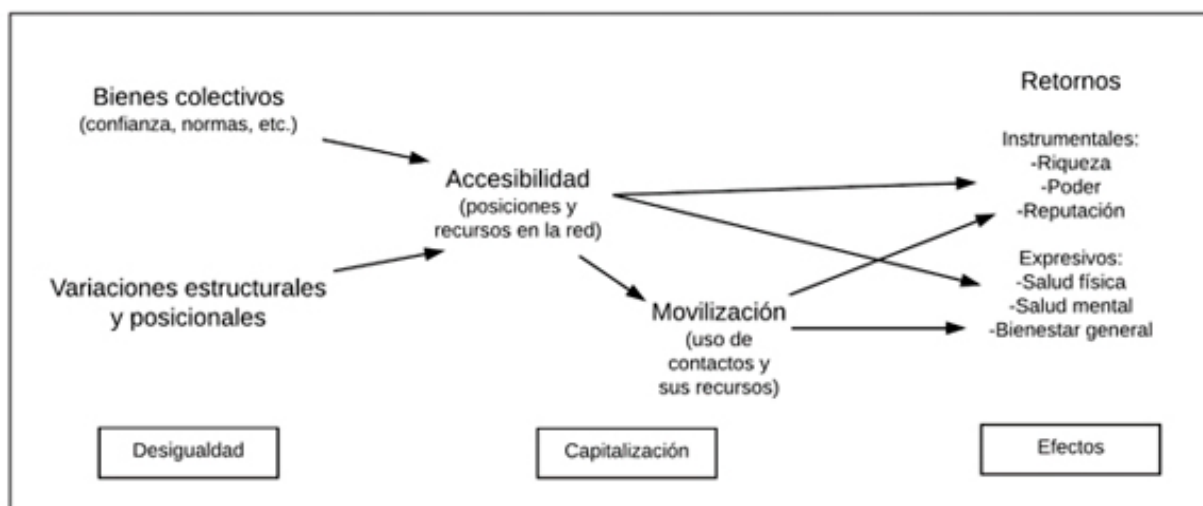 Bienes colectivos
(confianza, normas, etc.)
Variaciones estructurales
y posicionales
Desigualdad
Accesibilidad
(posiciones y
recursos en la red)
Movilización
(uso de
contactos y
sus recursos)
Capitalización
Retornos
Instrumentales:
-Riqueza
-Poder
-Reputación
Expresivos:
-Salud física
-Salud mental
-Bienestar general
Efectos